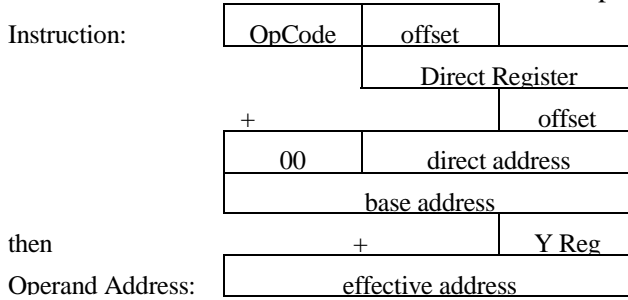 Instruction: OpCode offset
Direct Register
+ offset
00 direct address
base address
then + Y Reg
Operand Address: effective address